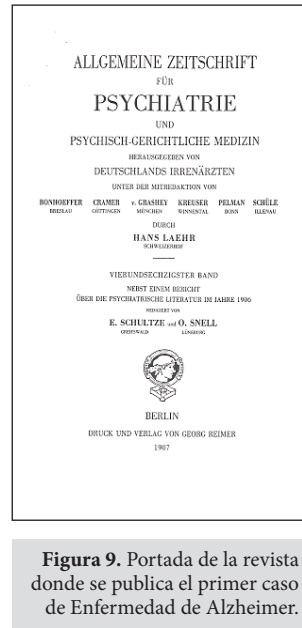 ALLGEMEINE ZEITSCHRIFT
FÜR
PSYCHIATRIE
UND
PSYCHISCH-GERICHTLICHE MEDIZIN
HERAUSGEGEBEN VON
DEUTSCHLANDS IRRENÄRZTEN
UNTER DER MITREDAKTION VON
BONHOEFFER CRAMER v. GRASHEY KREUSER PELMAN SCHÜLE
BRESLAU GÖTTINGEN MÜNCHEN WINNENTAL BONN ILLENAU
DURCH
HANS LAEHR
SCHWEIZERHOF
VIERUNDSECHZIGSTER BAND
NEBST EINEM BERICHT
ÜBER DIE PSYCHIATRISCHE LITERATUR IM JAHRE 1906
REDIGIERT VON
E. SCHULTZE und O. SNELL
GREIFSWALD LÜNEBURG
BERLIN
DRUCK UND VERLAG VON GEORG REIMER
1907
Figura 9. Portada de la revista
donde se publica el primer caso
de Enfermedad de Alzheimer.